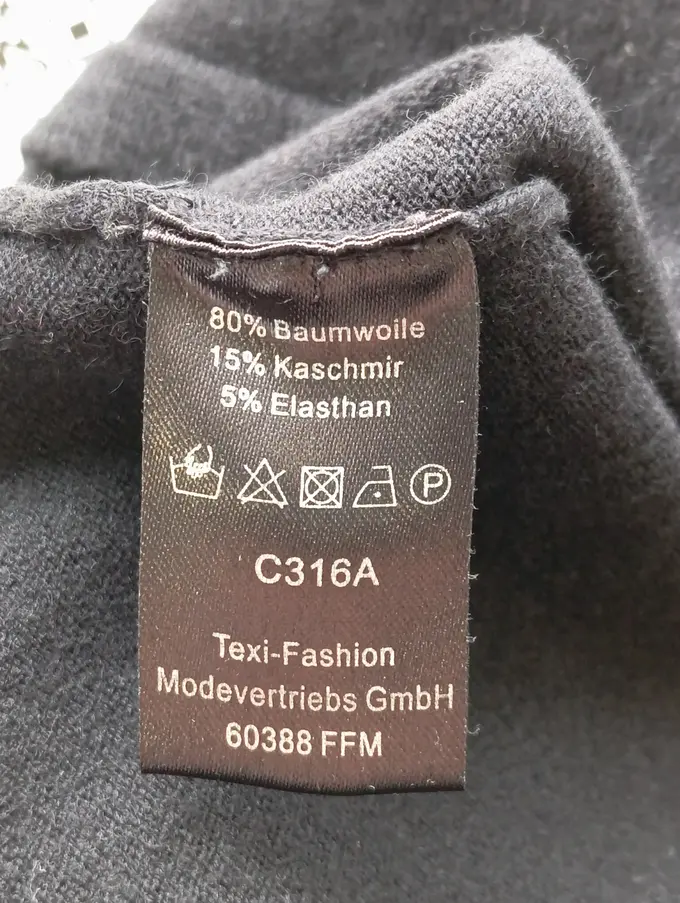 80% Baumwolle
15% Kaschmir
5% Elasthan
P
C316A
Texi-Fashion
Modevertriebs GmbH
60388 FFM